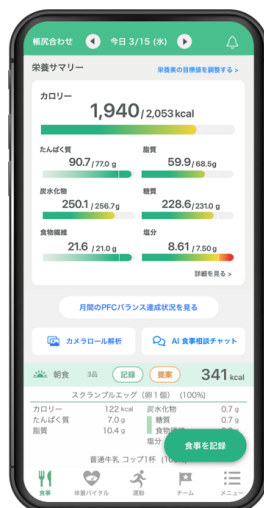 帳尻合わせ 今日 3/15 (水)
栄養サマリー 栄養素の目標値を調整する >
カロリー
1,940 / 2,053 kcal
たんぱく質 脂質
90.7 / 77.0 g 59.9 / 68.5g
炭水化物 糖質
250.1 / 256.7g 228.6 / 231.0 g
食物繊維 塩分
21.6 / 21.0 g 8.61 / 7.50 g
詳細を見る >
月間のPFCバランス達成状況を見る
カメラロール解析 AI 食事相談チャット
朝食 3品 記録 提案 341 kcal
スクランブルエッグ (卵1個) (100%)
カロリー 122 kcal 炭水化物 0.7 g
たんぱく質 7.0 g 糖質 0.7 g
脂質 10.4 g 食物繊維
塩分
食事を記録
普通牛乳 コップ1杯
食事 体重バイタル 運動 チーム メニュー